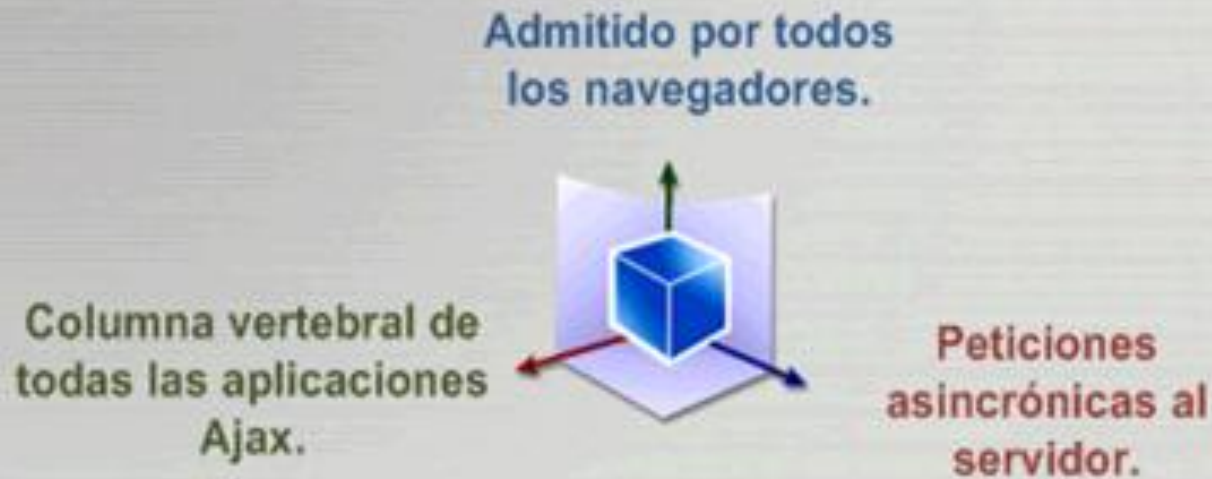 Admitido por todos
los navegadores.
Columna vertebral de
todas las aplicaciones
Ajax.
Peticiones
asincrónicas al
servidor.